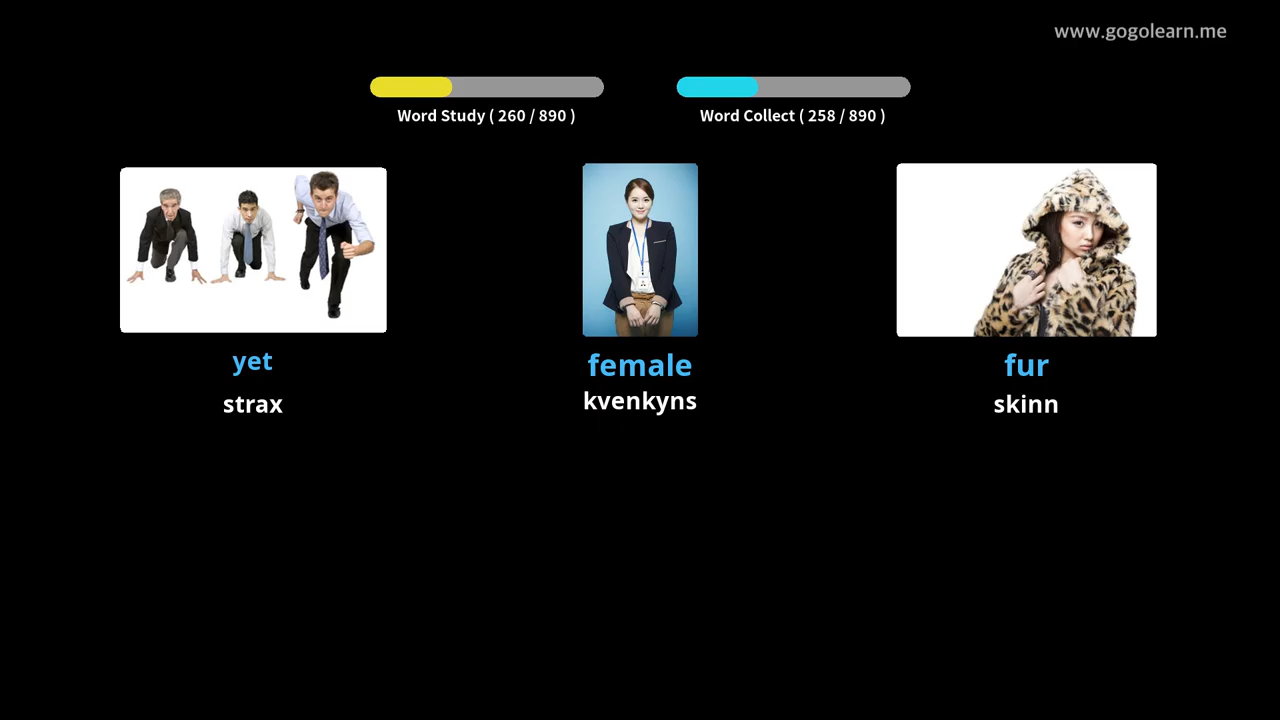 www.gogolearn.me
Word Study ( 260 / 890 )
Word Collect ( 258 / 890 )
yet
strax
female
kvenkyns
fur
skinn